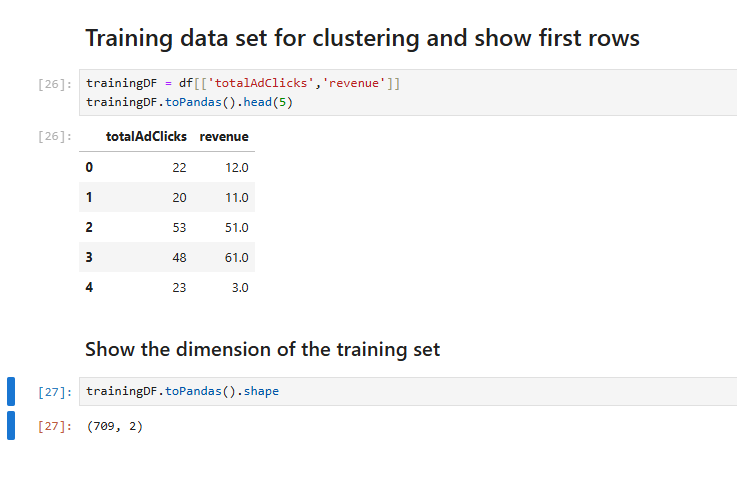 Training data set for clustering and show first rows
[26]: trainingDF = df[['totalAdClicks','revenue']]
trainingDF.toPandas().head(5)
[26]: totalAdClicks revenue
0 22 12.0
1 20 11.0
2 53 51.0
3 48 61.0
4 23 3.0
Show the dimension of the training set
[27]: trainingDF.toPandas().shape
[27]: (709, 2)